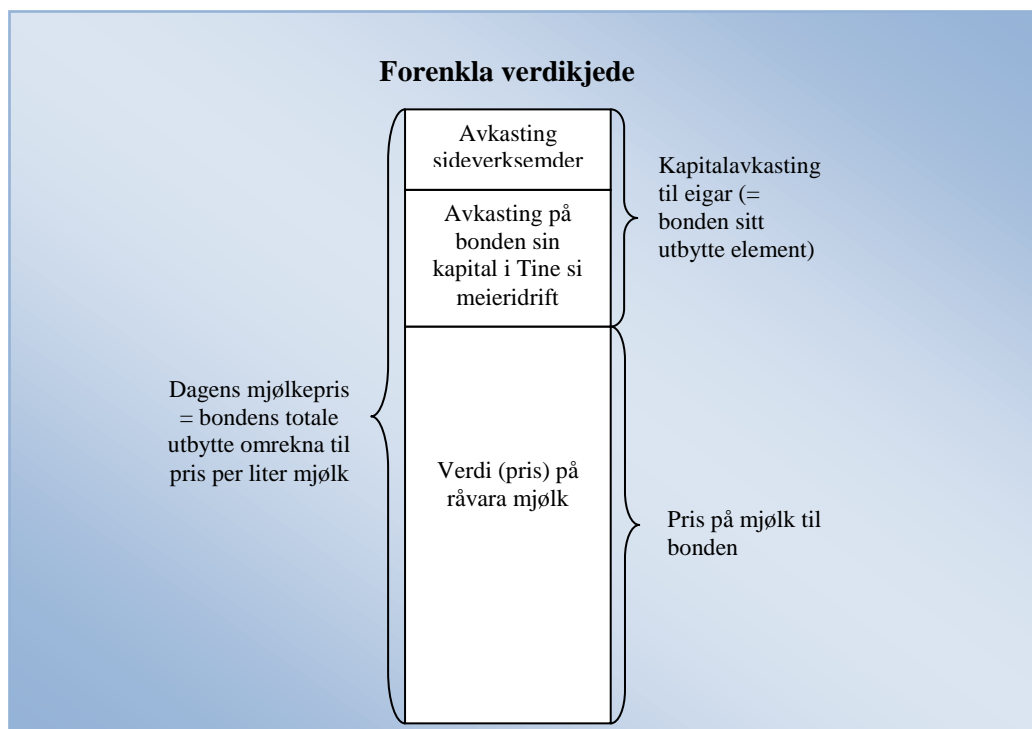 Forenkla verdikjede
Avkasting
sideverksemder
Kapitalavkasting
til eigar (=
bonden sitt
utbytte element)
Avkasting på
bonden sin
kapital i Tine si
meieridrift
Dagens mjølkepris
= bondens totale
utbytte omrekna til
pris per liter mjølk
Verdi (pris) på
råvara mjølk
Pris på mjølk til
bonden